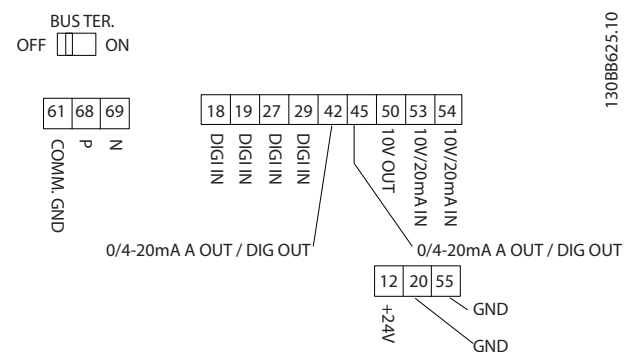 BUS TER.
OFF ON
130BB625.10
61 68 69
COMM. GND
P
N
18 19 27 29 42 45 50 53 54
DIGI IN
DIGI IN
DIGI IN
DIGI IN
10V OUT
10V/20mA IN
10V/20mA IN
0/4-20mA A OUT / DIG OUT
0/4-20mA A OUT / DIG OUT
12 20 55
+24V
GND
GND